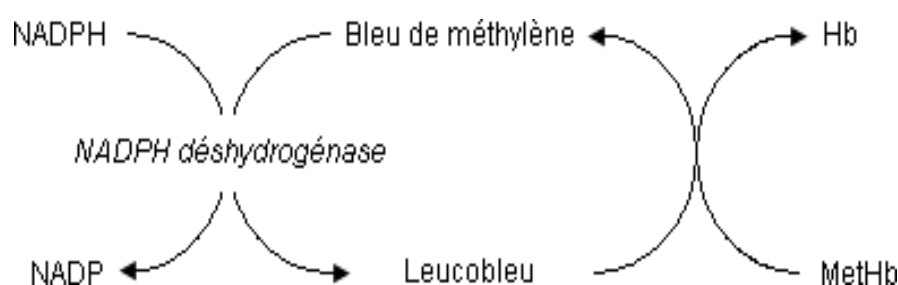 NADPH Bleu de méthylène Hb
NADPH déshydrogénase
NADP Leucobleu MetHb